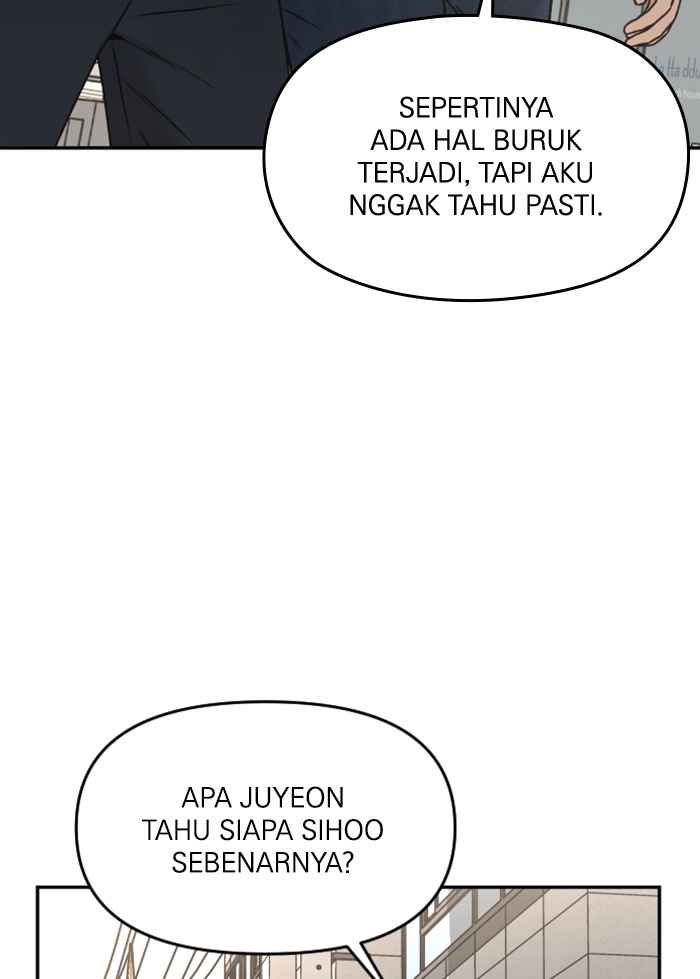 SEPERTINYA
ADA HAL BURUK
TERJADI, TAPI AKU
NGGAK TAHU PASTI.
APA JUYEON
TAHU SIAPA SIHOO
SEBENARNYA?